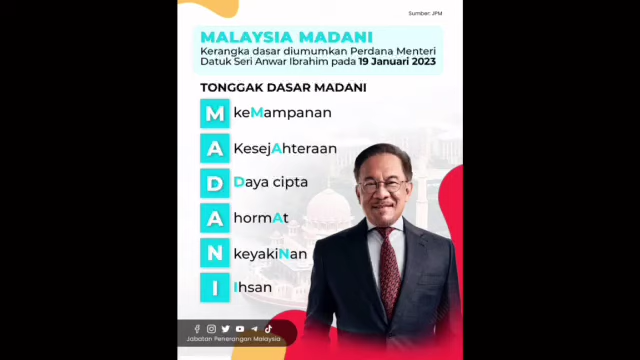 Sumber: JPM
MALAYSIA MADANI
Kerangka dasar diumumkan Perdana Menteri
Datuk Seri Anwar Ibrahim pada 19 Januari 2023
TONGGAK DASAR MADANI
M keMampanan
A KesejAhteraan
D Daya cipta
A hormAt
N keyakiNan
I Ihsan
Jabatan Penerangan Malaysia